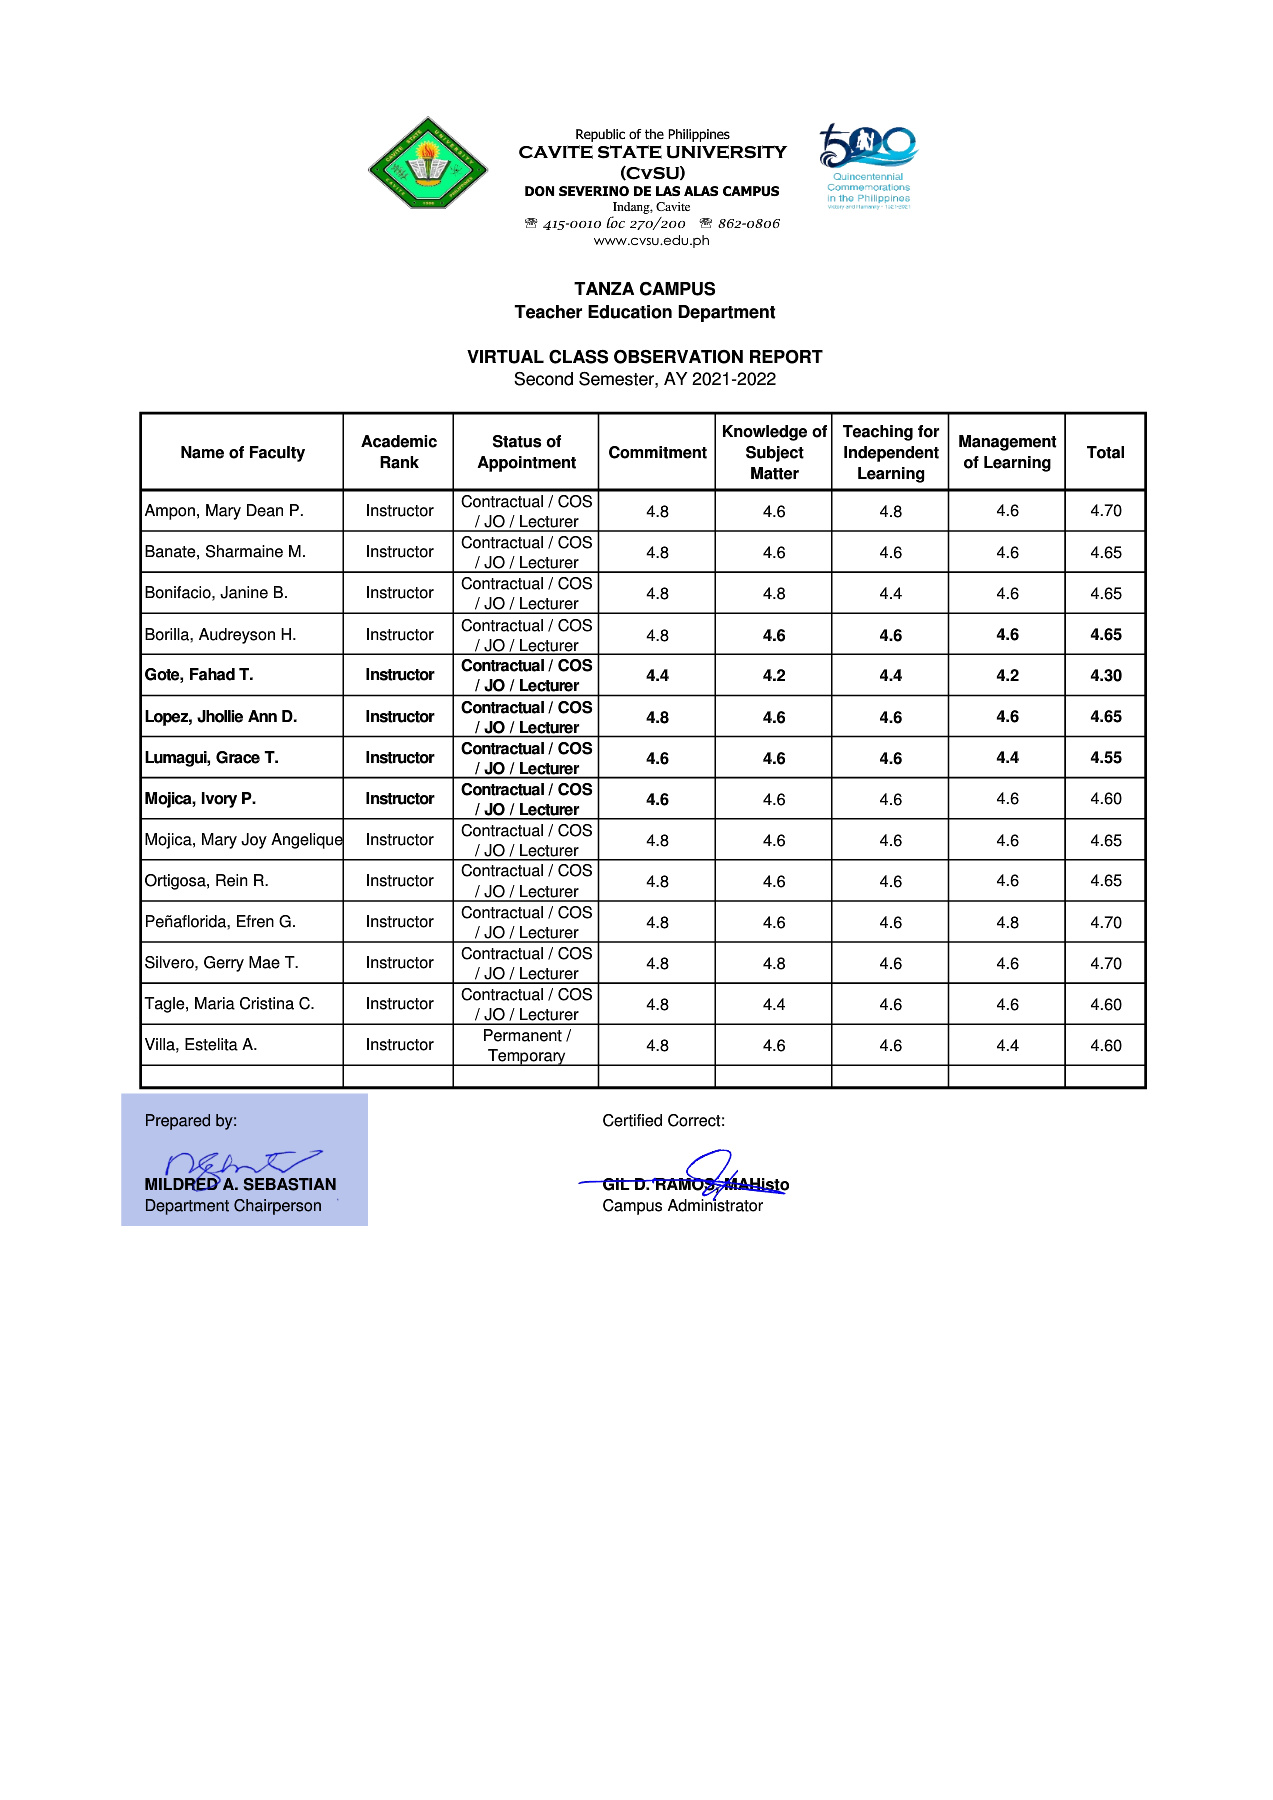 Republic of the Philippines
CAVITE STATE UNIVERSITY
(CvSU)
DON SEVERINO DE LAS ALAS CAMPUS
Indang, Cavite
☏ 415-0010 loc 270/200 ☏ 862-0806
www.cvsu.edu.ph
CAVITE STATE UNIVERSITY
CAVITE PHILIPPINES
1906
500
Quincentennial
Commemorations
in the Philippines
TANZA CAMPUS
Teacher Education Department
VIRTUAL CLASS OBSERVATION REPORT
Second Semester, AY 2021-2022
Name of Faculty Academic Rank Status of Appointment Commitment Knowledge of Subject Matter Teaching for Independent Learning Management of Learning Total
Ampon, Mary Dean P. Instructor Contractual / COS / JO / Lecturer 4.8 4.6 4.8 4.6 4.70
Banate, Sharmaine M. Instructor Contractual / COS / JO / Lecturer 4.8 4.6 4.6 4.6 4.65
Bonifacio, Janine B. Instructor Contractual / COS / JO / Lecturer 4.8 4.8 4.4 4.6 4.65
Borilla, Audreyson H. Instructor Contractual / COS / JO / Lecturer 4.8 4.6 4.6 4.6 4.65
Gote, Fahad T. Instructor Contractual / COS / JO / Lecturer 4.4 4.2 4.4 4.2 4.30
Lopez, Jhollie Ann D. Instructor Contractual / COS / JO / Lecturer 4.8 4.6 4.6 4.6 4.65
Lumagui, Grace T. Instructor Contractual / COS / JO / Lecturer 4.6 4.6 4.6 4.4 4.55
Mojica, Ivory P. Instructor Contractual / COS / JO / Lecturer 4.6 4.6 4.6 4.6 4.60
Mojica, Mary Joy Angelique Instructor Contractual / COS / JO / Lecturer 4.8 4.6 4.6 4.6 4.65
Ortigosa, Rein R. Instructor Contractual / COS / JO / Lecturer 4.8 4.6 4.6 4.6 4.65
Peñaflorida, Efren G. Instructor Contractual / COS / JO / Lecturer 4.8 4.6 4.6 4.8 4.70
Silvero, Gerry Mae T. Instructor Contractual / COS / JO / Lecturer 4.8 4.8 4.6 4.6 4.70
Tagle, Maria Cristina C. Instructor Contractual / COS / JO / Lecturer 4.8 4.4 4.6 4.6 4.60
Villa, Estelita A. Instructor Permanent / Temporary 4.8 4.6 4.6 4.4 4.60
Prepared by: Certified Correct:
MILDRED A. SEBASTIAN GIL D. RAMOS, MAHisto
Department Chairperson Campus Administrator